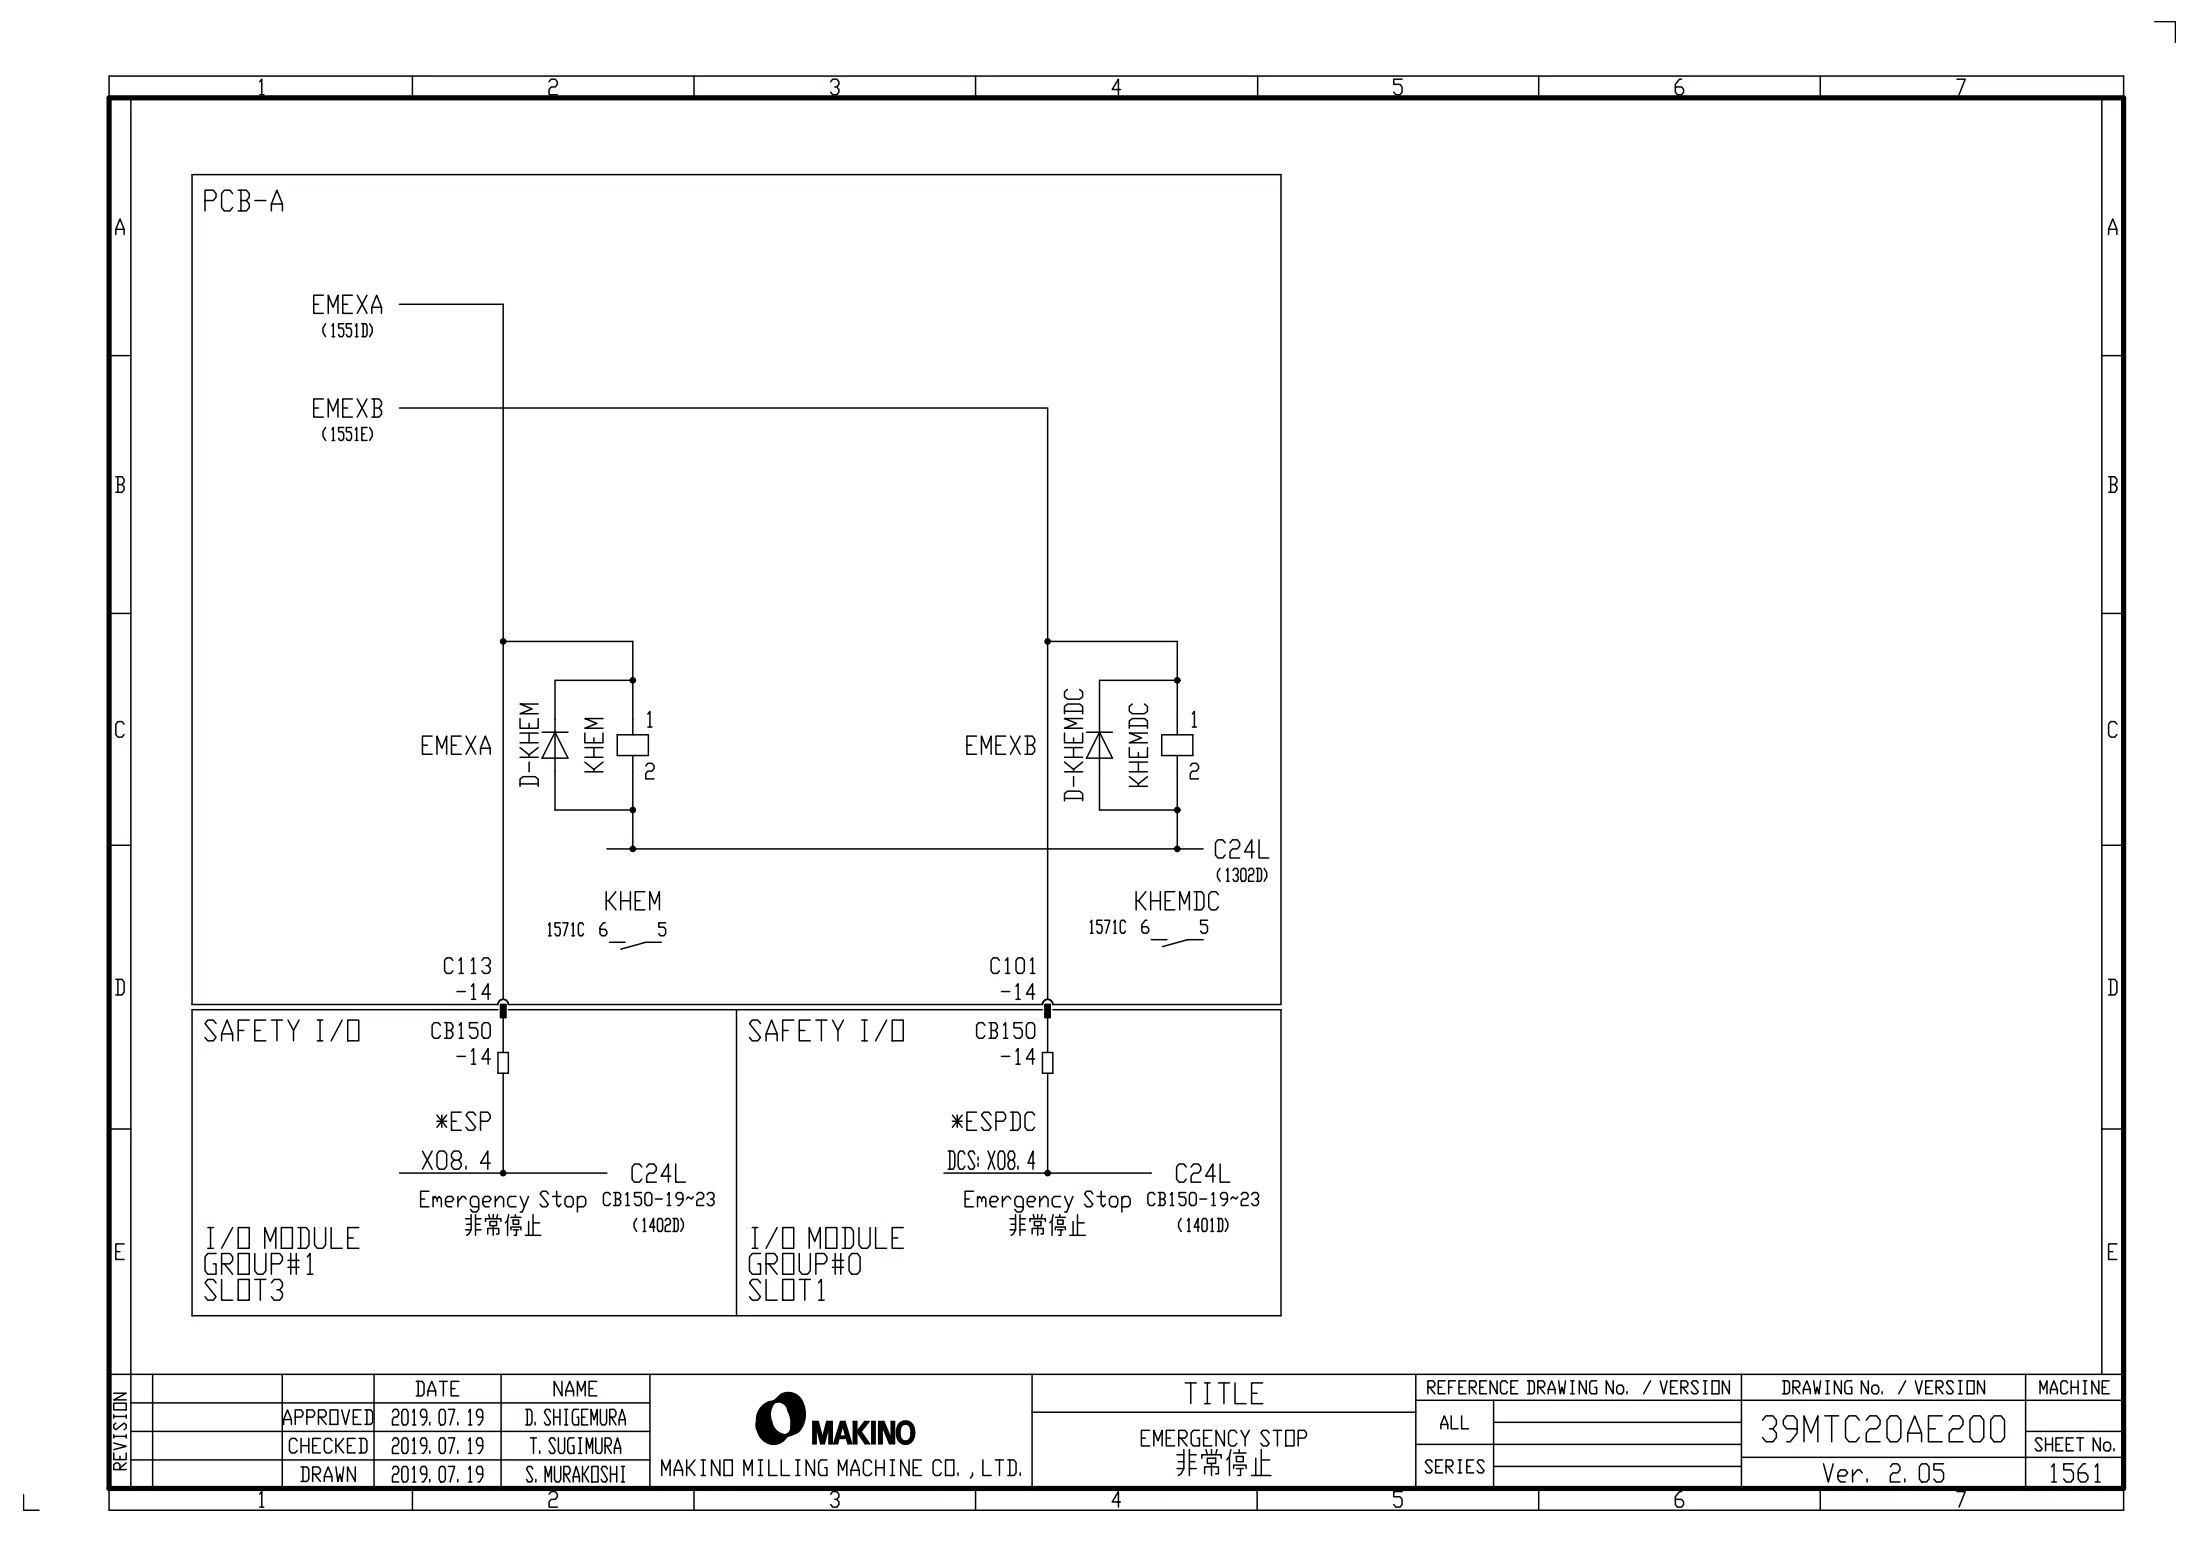 1 2 3 4 5 6 7
A A
B B
C C
D D
E E
PCB-A
EMEXA
(1551D)
EMEXB
(1551E)
EMEXA
D-KHEM
KHEM
1
2
EMEXB
D-KHEMDC
KHEMDC
1
2
C24L
(1302D)
KHEM
1571C 6 5
KHEMDC
1571C 6 5
C113
-14
C101
-14
SAFETY I/O
CB150
-14
*ESP
X08.4
C24L
Emergency Stop
CB150-19~23
非常停止
(1402D)
I/O MODULE
GROUP#1
SLOT3
SAFETY I/O
CB150
-14
*ESPDC
DCS:X08.4
C24L
Emergency Stop
CB150-19~23
非常停止
(1401D)
I/O MODULE
GROUP#0
SLOT1
REVISION
DATE NAME
APPROVED 2019.07.19 D. SHIGEMURA
CHECKED 2019.07.19 T. SUGIMURA
DRAWN 2019.07.19 S. MURAKOSHI
MAKINO
MAKINO MILLING MACHINE CO.,LTD.
TITLE
EMERGENCY STOP
非常停止
REFERENCE DRAWING No. / VERSION
ALL
SERIES
DRAWING No. / VERSION
39MTC20AE200
Ver. 2.05
MACHINE
SHEET No.
1561
1 2 3 4 5 6 7